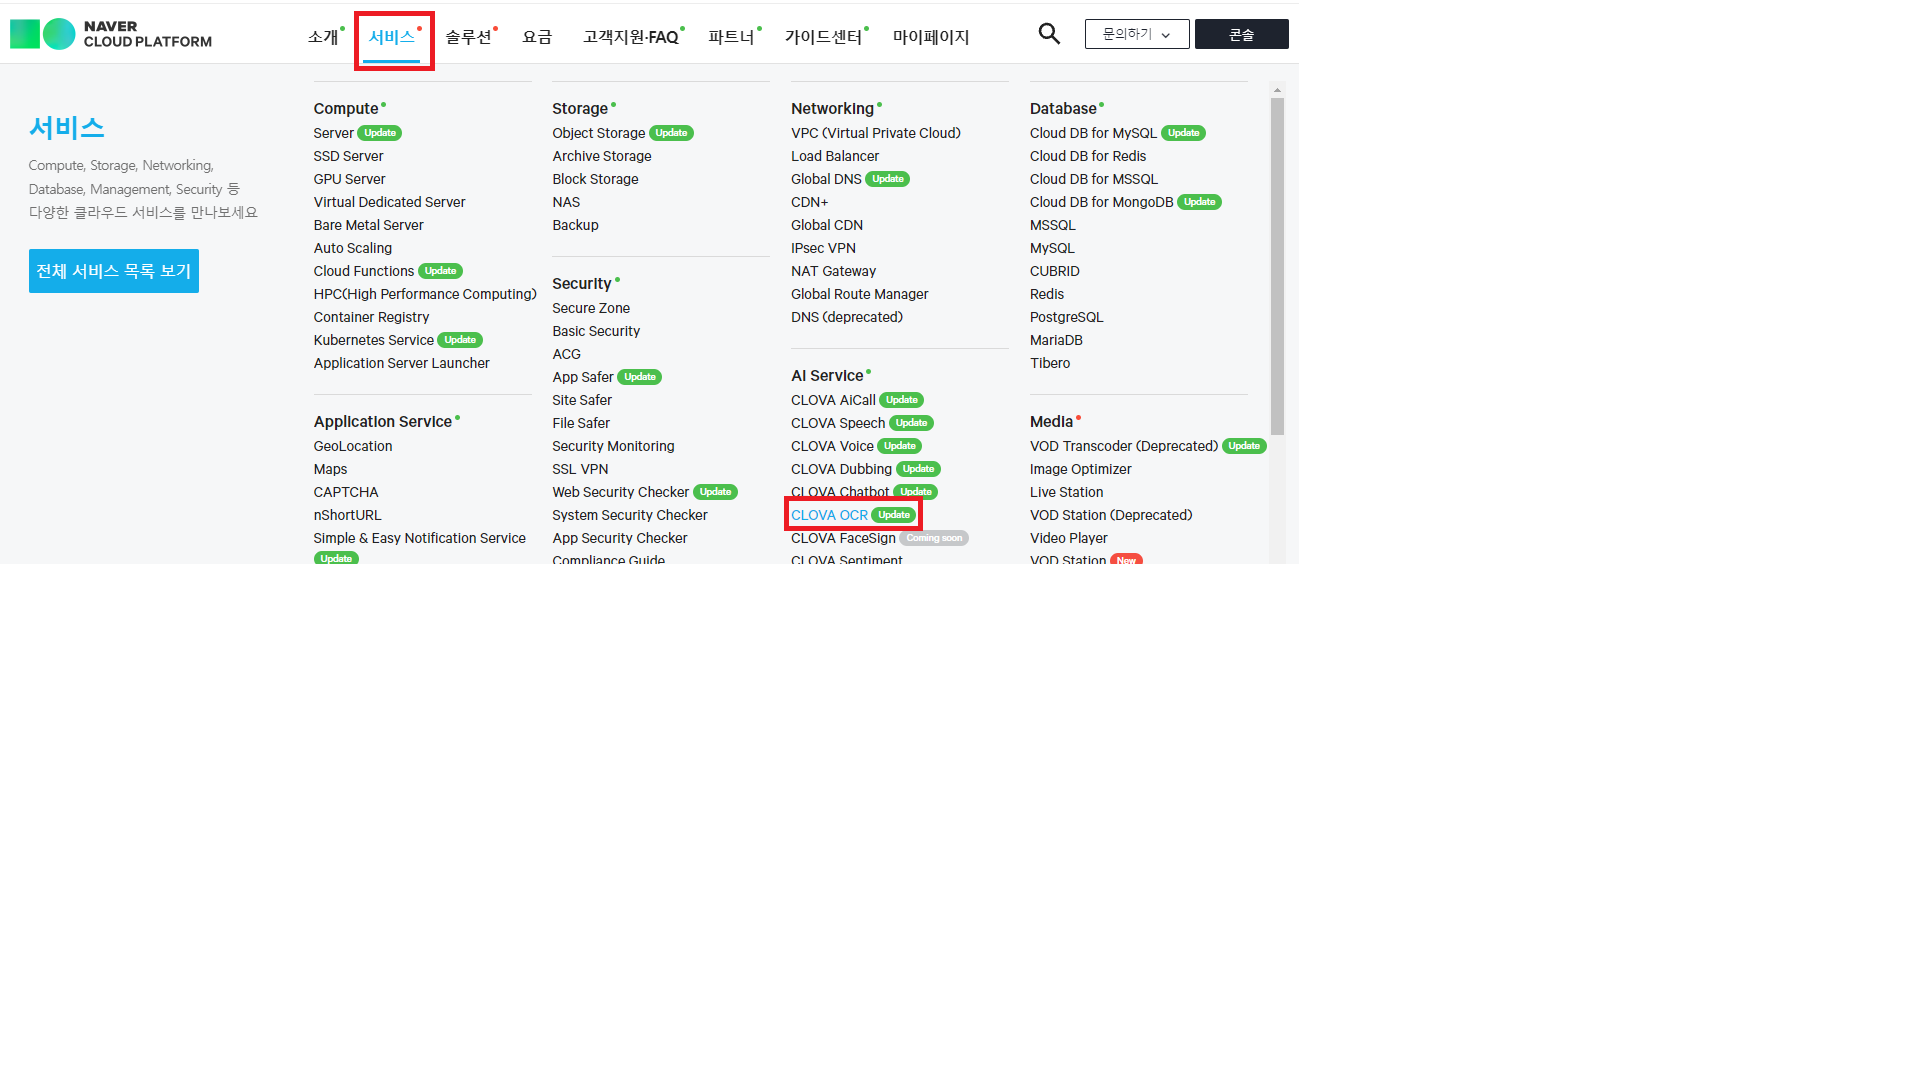 NAVER
CLOUD PLATFORM
소개
서비스
솔루션
요금
고객지원·FAQ
파트너
가이드센터
마이페이지
문의하기
콘솔
서비스
Compute, Storage, Networking,
Database, Management, Security 등
다양한 클라우드 서비스를 만나보세요
전체 서비스 목록 보기
Compute
Server Update
SSD Server
GPU Server
Virtual Dedicated Server
Bare Metal Server
Auto Scaling
Cloud Functions Update
HPC(High Performance Computing)
Container Registry
Kubernetes Service Update
Application Server Launcher
Application Service
GeoLocation
Maps
CAPTCHA
nShortURL
Simple & Easy Notification Service
Update
Storage
Object Storage Update
Archive Storage
Block Storage
NAS
Backup
Security
Secure Zone
Basic Security
ACG
App Safer Update
Site Safer
File Safer
Security Monitoring
SSL VPN
Web Security Checker Update
System Security Checker
App Security Checker
Compliance Guide
Networking
VPC (Virtual Private Cloud)
Load Balancer
Global DNS Update
CDN+
Global CDN
IPsec VPN
NAT Gateway
Global Route Manager
DNS (deprecated)
AI Service
CLOVA AiCall Update
CLOVA Speech Update
CLOVA Voice Update
CLOVA Dubbing Update
CLOVA Chatbot Update
CLOVA OCR Update
CLOVA FaceSign Coming soon
CLOVA Sentiment
Database
Cloud DB for MySQL Update
Cloud DB for Redis
Cloud DB for MSSQL
Cloud DB for MongoDB Update
MSSQL
MySQL
CUBRID
Redis
PostgreSQL
MariaDB
Tibero
Media
VOD Transcoder (Deprecated) Update
Image Optimizer
Live Station
VOD Station (Deprecated)
Video Player
VOD Station New